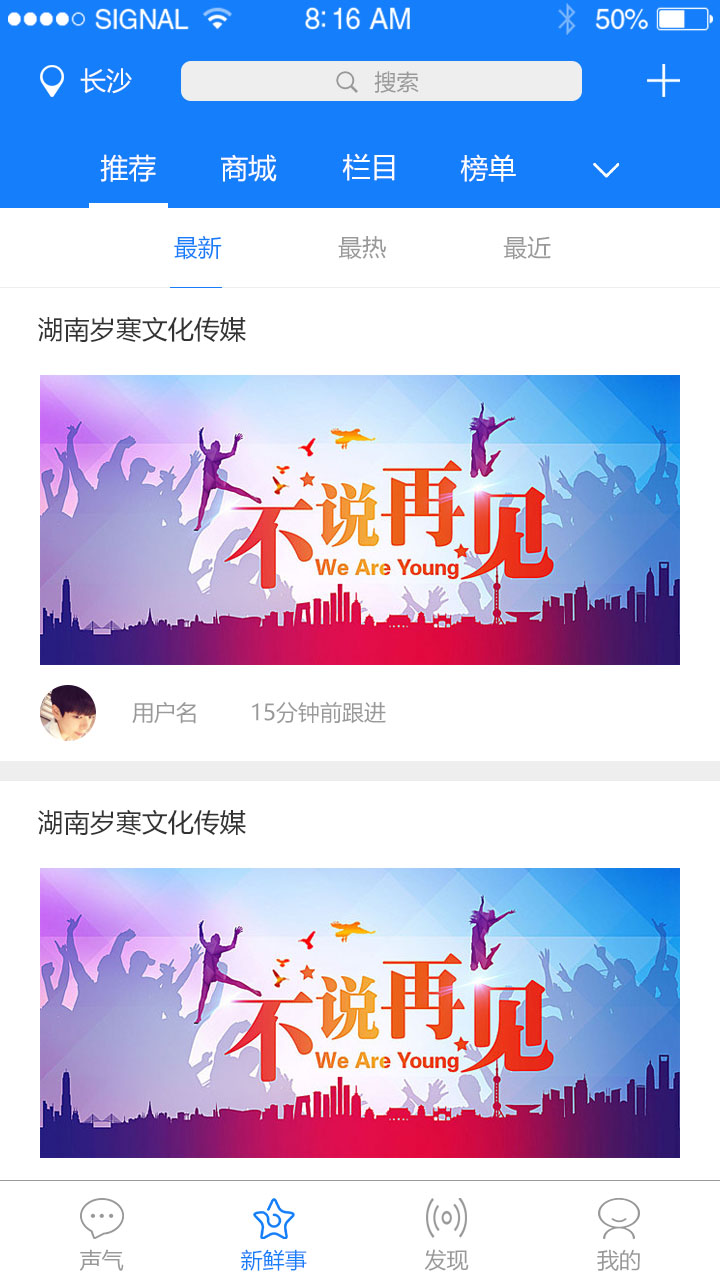 SIGNAL 8:16 AM 50%
长沙 搜索
推荐 商城 栏目 榜单
最新 最热 最近
湖南岁寒文化传媒
不说再见
We Are Young
用户名 15分钟前跟进
湖南岁寒文化传媒
不说再见
We Are Young
声气 新鲜事 发现 我的